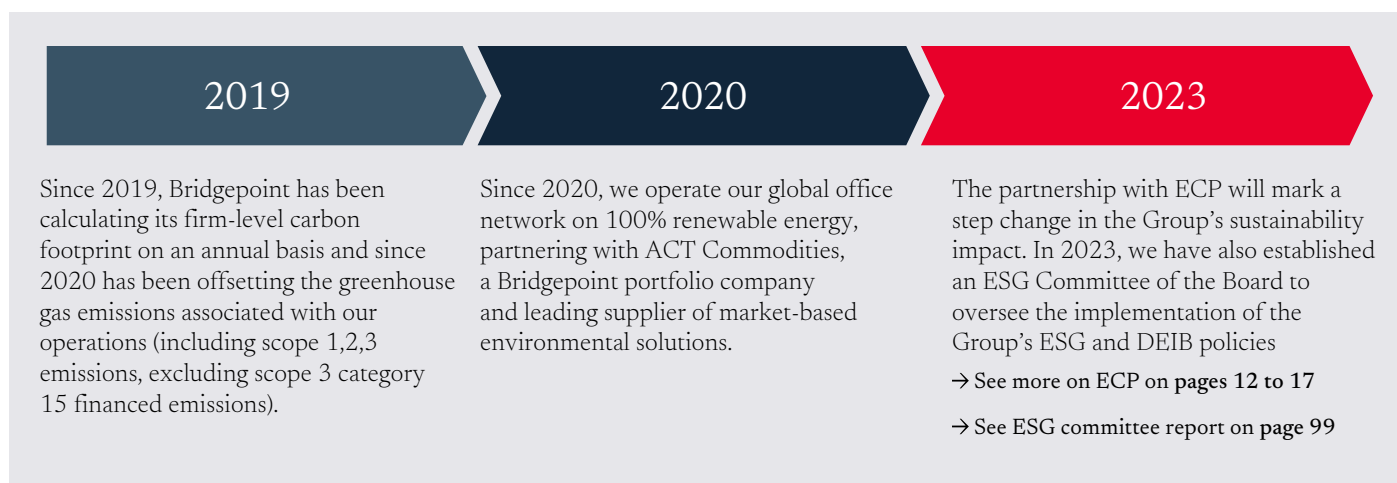 2019
Since 2019, Bridgepoint has been
calculating its firm-level carbon
footprint on an annual basis and since
2020 has been offsetting the greenhouse
gas emissions associated with our
operations (including scope 1,2,3
emissions, excluding scope 3 category
15 financed emissions).
2020
Since 2020, we operate our global office
network on 100% renewable energy,
partnering with ACT Commodities,
a Bridgepoint portfolio company
and leading supplier of market-based
environmental solutions.
2023
The partnership with ECP will mark a
step change in the Group’s sustainability
impact. In 2023, we have also established
an ESG Committee of the Board to
oversee the implementation of the
Group’s ESG and DEIB policies
→ See more on ECP on pages 12 to 17
→ See ESG committee report on page 99